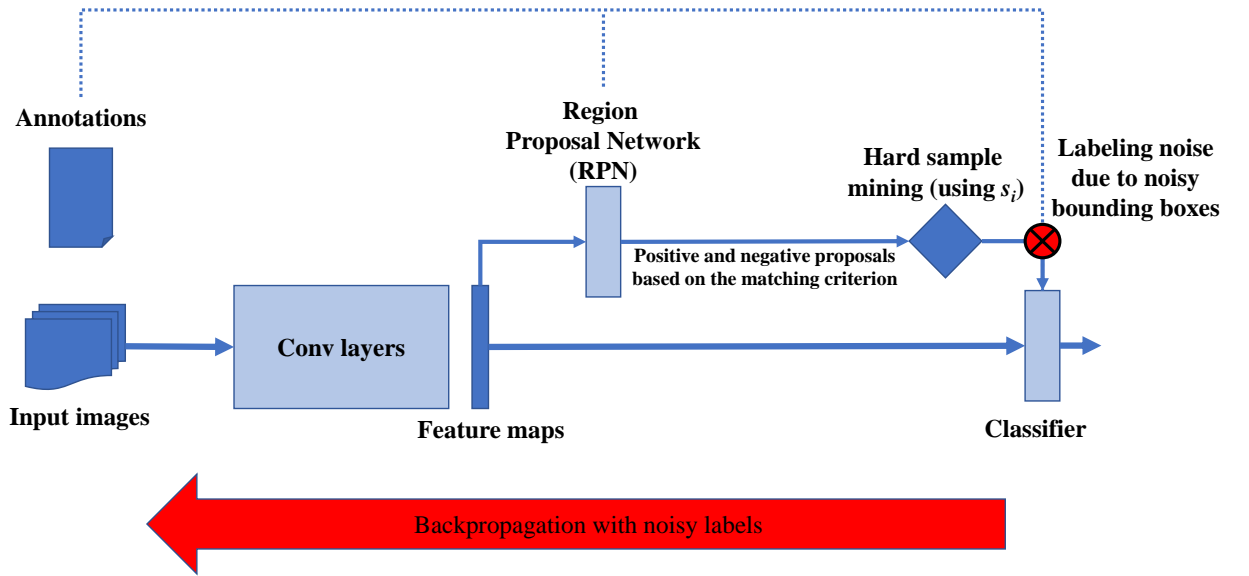 Annotations
Region
Proposal Network
(RPN)
Hard sample
mining (using s_i)
Labeling noise
due to noisy
bounding boxes
Positive and negative proposals
based on the matching criterion
Conv layers
Input images
Feature maps
Classifier
Backpropagation with noisy labels